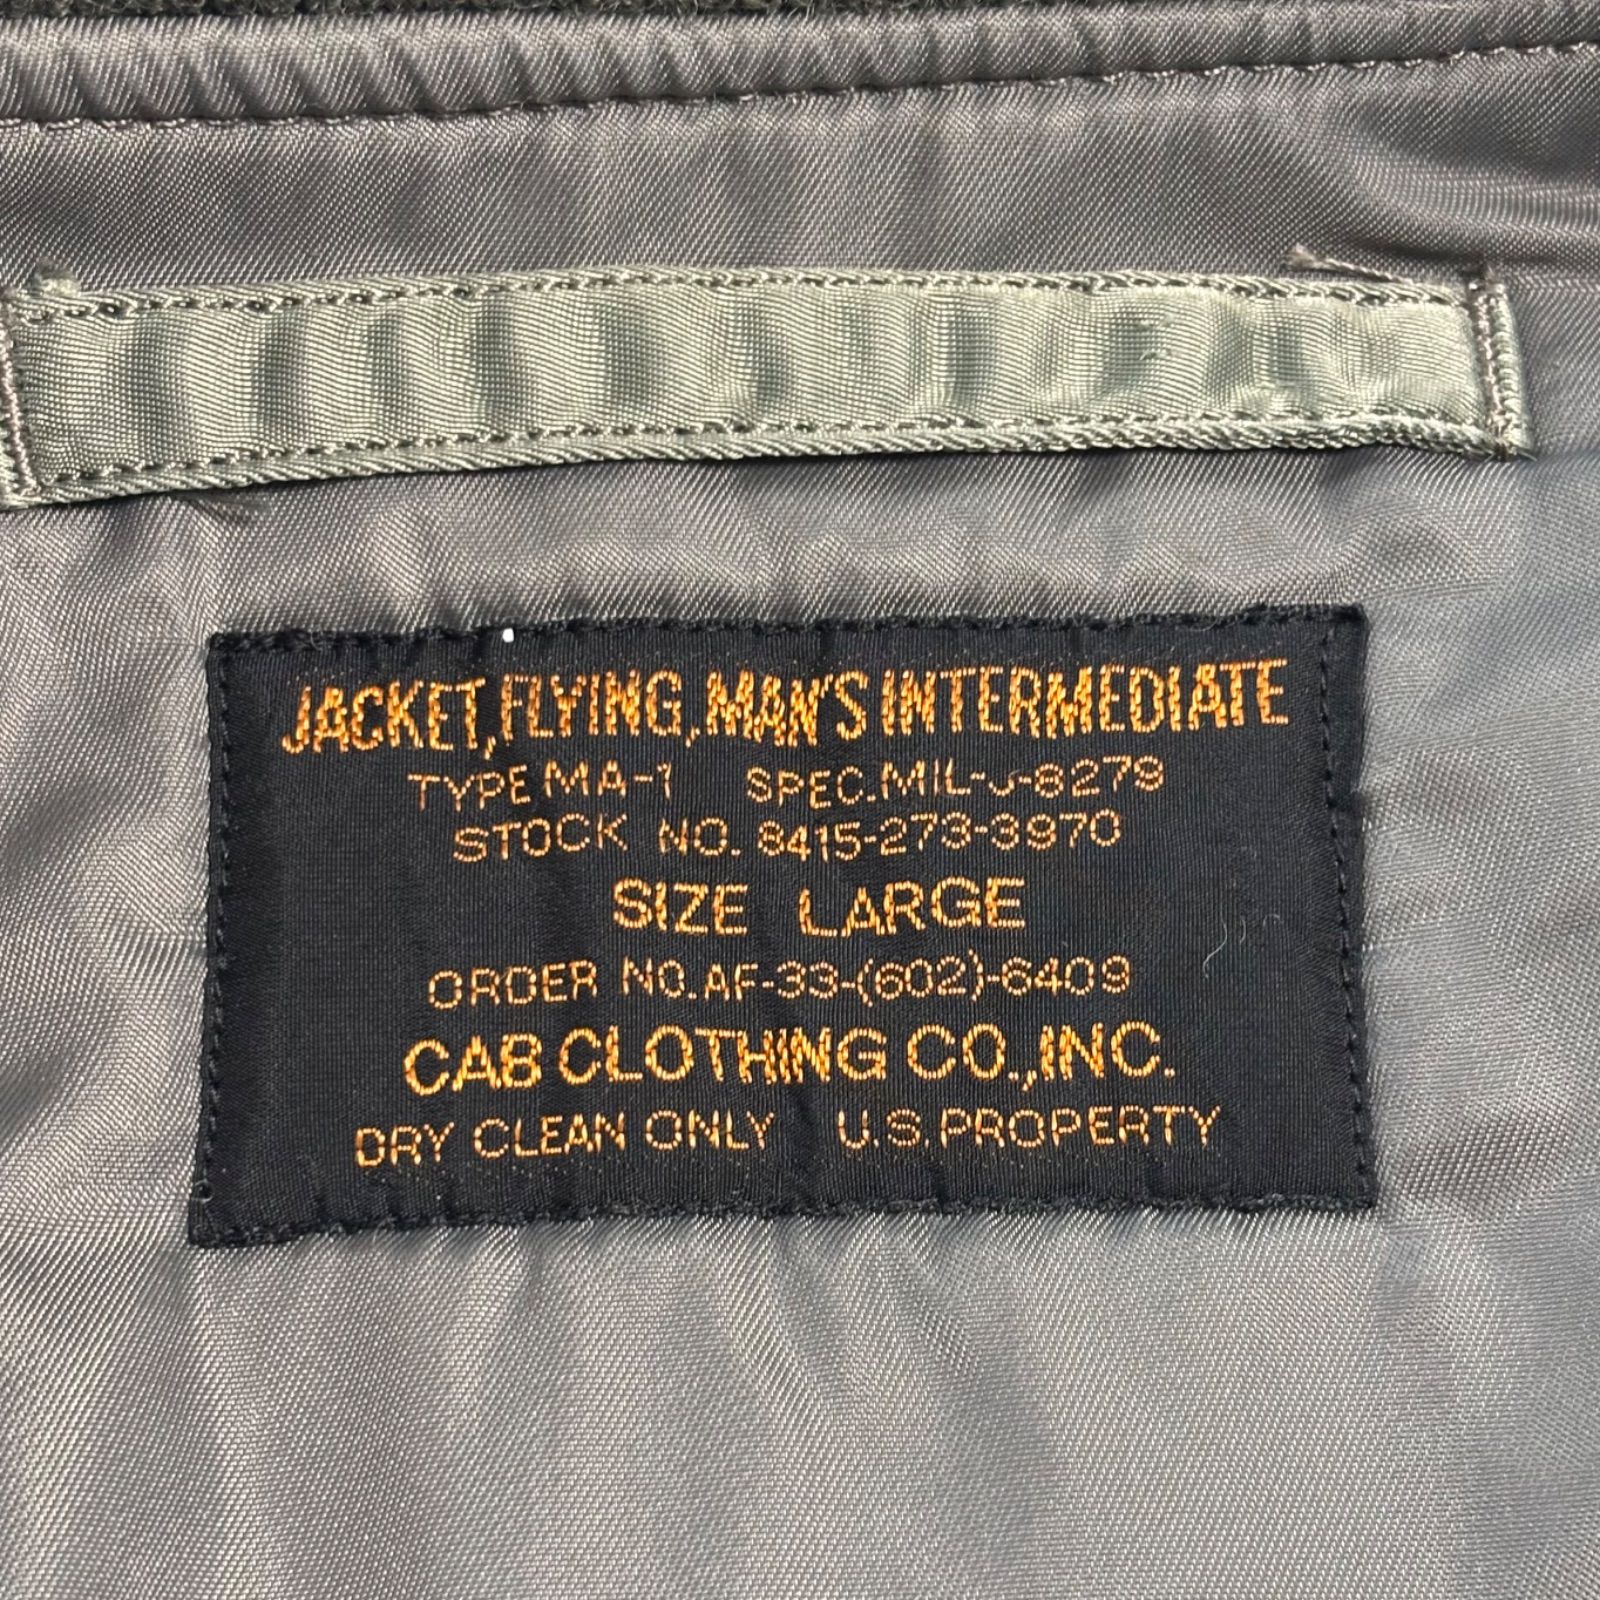 JACKET, FLYING, MAN'S INTERMEDIATE
TYPE MA-1 SPEC. MIL-J-8279
STOCK NO. 8415-273-3970
SIZE LARGE
ORDER NO. AF-33-(602)-6409
CAB CLOTHING CO., INC.
DRY CLEAN ONLY U.S. PROPERTY